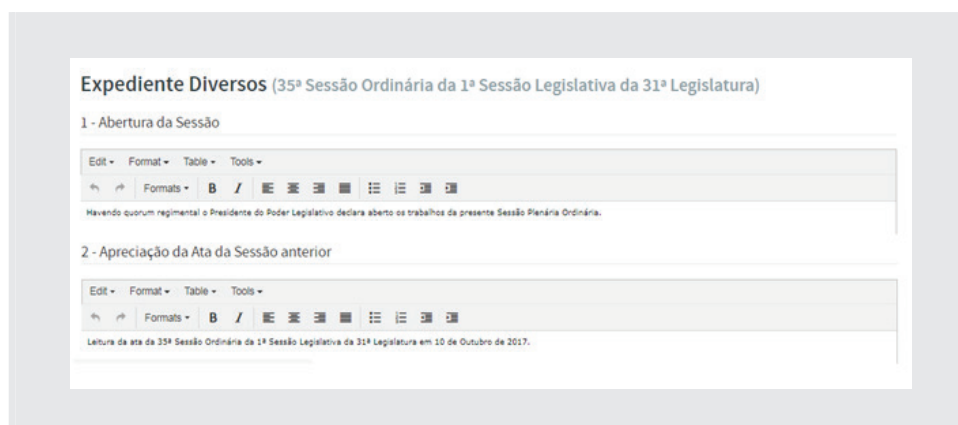 Expediente Diversos (35ª Sessão Ordinária da 1ª Sessão Legislativa da 31ª Legislatura)
1 - Abertura da Sessão
Edit Format Table Tools
Formats B I
Havendo quorum regimental o Presidente do Poder Legislativo declara aberto os trabalhos da presente Sessão Plenária Ordinária.
2 - Apreciação da Ata da Sessão anterior
Edit Format Table Tools
Formats B I
Leitura da ata da 35ª Sessão Ordinária da 1ª Sessão Legislativa da 31ª Legislatura em 10 de Outubro de 2017.